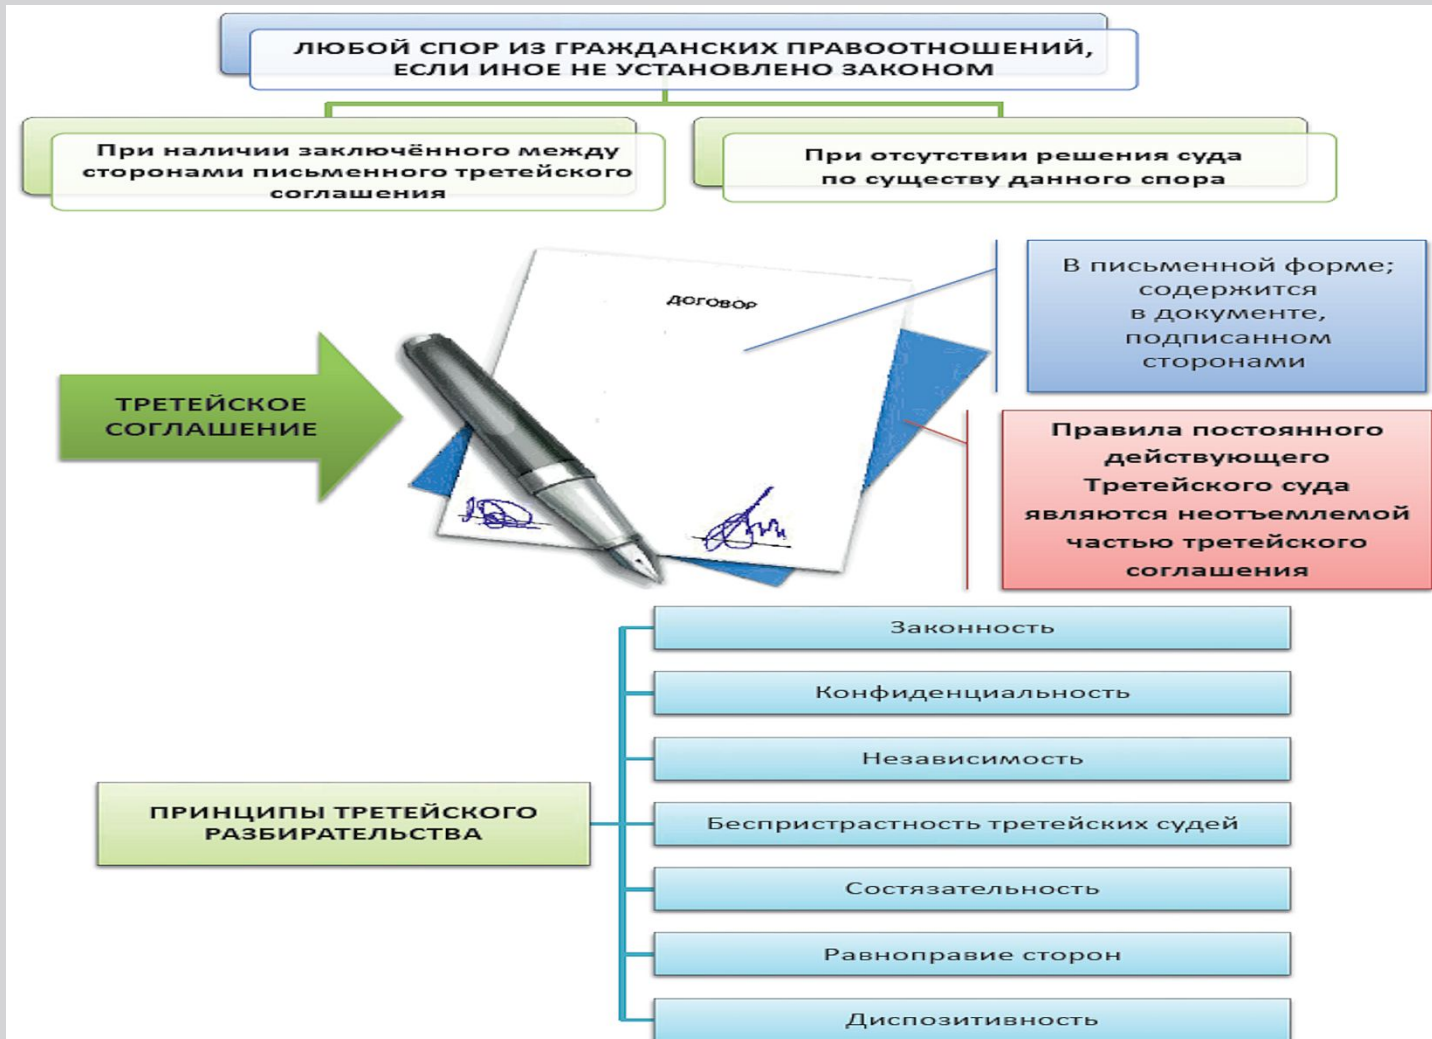 ЛЮБОЙ СПОР ИЗ ГРАЖДАНСКИХ ПРАВООТНОШЕНИЙ,
ЕСЛИ ИНОЕ НЕ УСТАНОВЛЕНО ЗАКОНОМ
При наличии заключённого между
сторонами письменного третейского
соглашения
При отсутствии решения суда
по существу данного спора
ДОГОВОР
В письменной форме;
содержится
в документе,
подписанном
сторонами
ТРЕТЕЙСКОЕ
СОГЛАШЕНИЕ
Правила постоянного
действующего
Третейского суда
являются неотъемлемой
частью третейского
соглашения
ПРИНЦИПЫ ТРЕТЕЙСКОГО
РАЗБИРАТЕЛЬСТВА
Законность
Конфиденциальность
Независимость
Беспристрастность третейских судей
Состязательность
Равноправие сторон
Диспозитивность